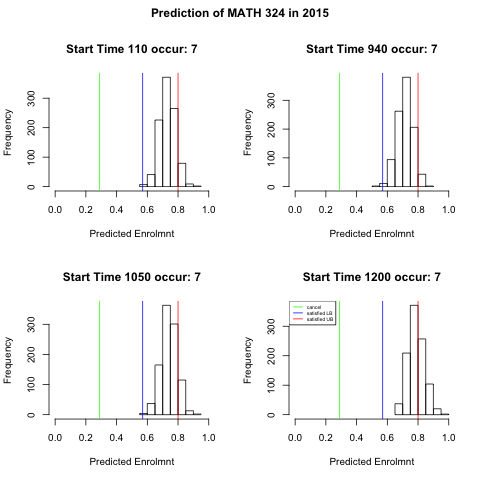 Prediction of MATH 324 in 2015
Start Time 110 occur: 7
Frequency
0 100 200 300
0.0 0.2 0.4 0.6 0.8 1.0
Predicted Enrolmnt
Start Time 940 occur: 7
Frequency
0 100 200 300
0.0 0.2 0.4 0.6 0.8 1.0
Predicted Enrolmnt
Start Time 1050 occur: 7
Frequency
0 100 200 300
0.0 0.2 0.4 0.6 0.8 1.0
Predicted Enrolmnt
Start Time 1200 occur: 7
cancel
satisfied LB
satisfied UB
Frequency
0 100 200 300
0.0 0.2 0.4 0.6 0.8 1.0
Predicted Enrolmnt